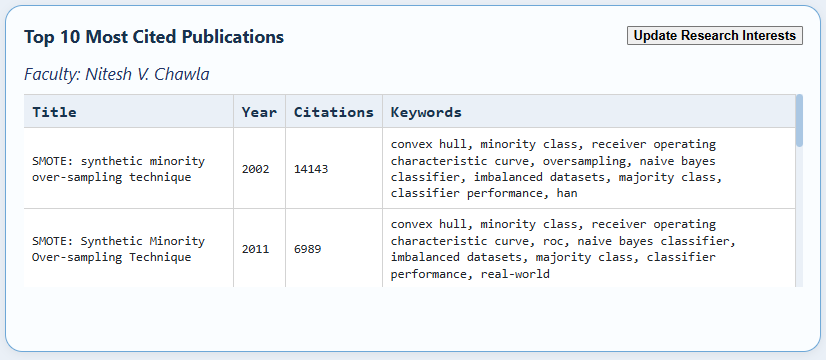 Top 10 Most Cited Publications
Update Research Interests
Faculty: Nitesh V. Chawla
Title Year Citations Keywords
SMOTE: synthetic minority
over-sampling technique
2002
14143
convex hull, minority class, receiver operating
characteristic curve, oversampling, naive bayes
classifier, imbalanced datasets, majority class,
classifier performance, han
SMOTE: Synthetic Minority
Over-sampling Technique
2011
6989
convex hull, minority class, receiver operating
characteristic curve, roc, naive bayes classifier,
imbalanced datasets, majority class, classifier
performance, real-world